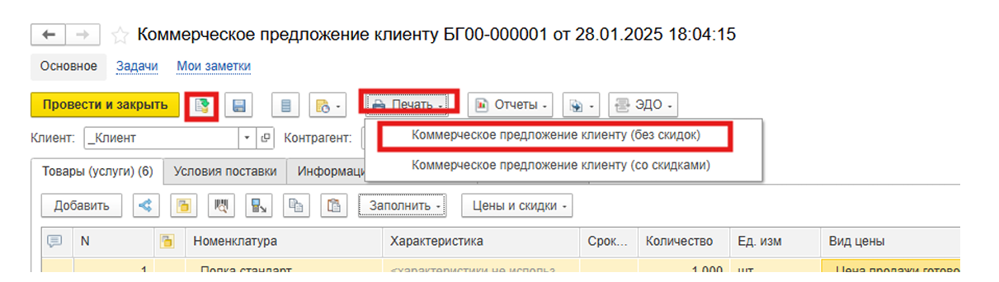 Коммерческое предложение клиенту БГ00-000001 от 28.01.2025 18:04:15
Основное Задачи Мои заметки
Провести и закрыть Печать Отчеты ЭДО
Клиент: _Клиент Контрагент:
Коммерческое предложение клиенту (без скидок)
Коммерческое предложение клиенту (со скидками)
Товары (услуги) (6) Условия поставки Информаци
Добавить Заполнить Цены и скидки
N Номенклатура Характеристика Срок... Количество Ед. изм Вид цены
1 Полка стандарт <характеристики не использ 1,000 шт Цена продажи готово